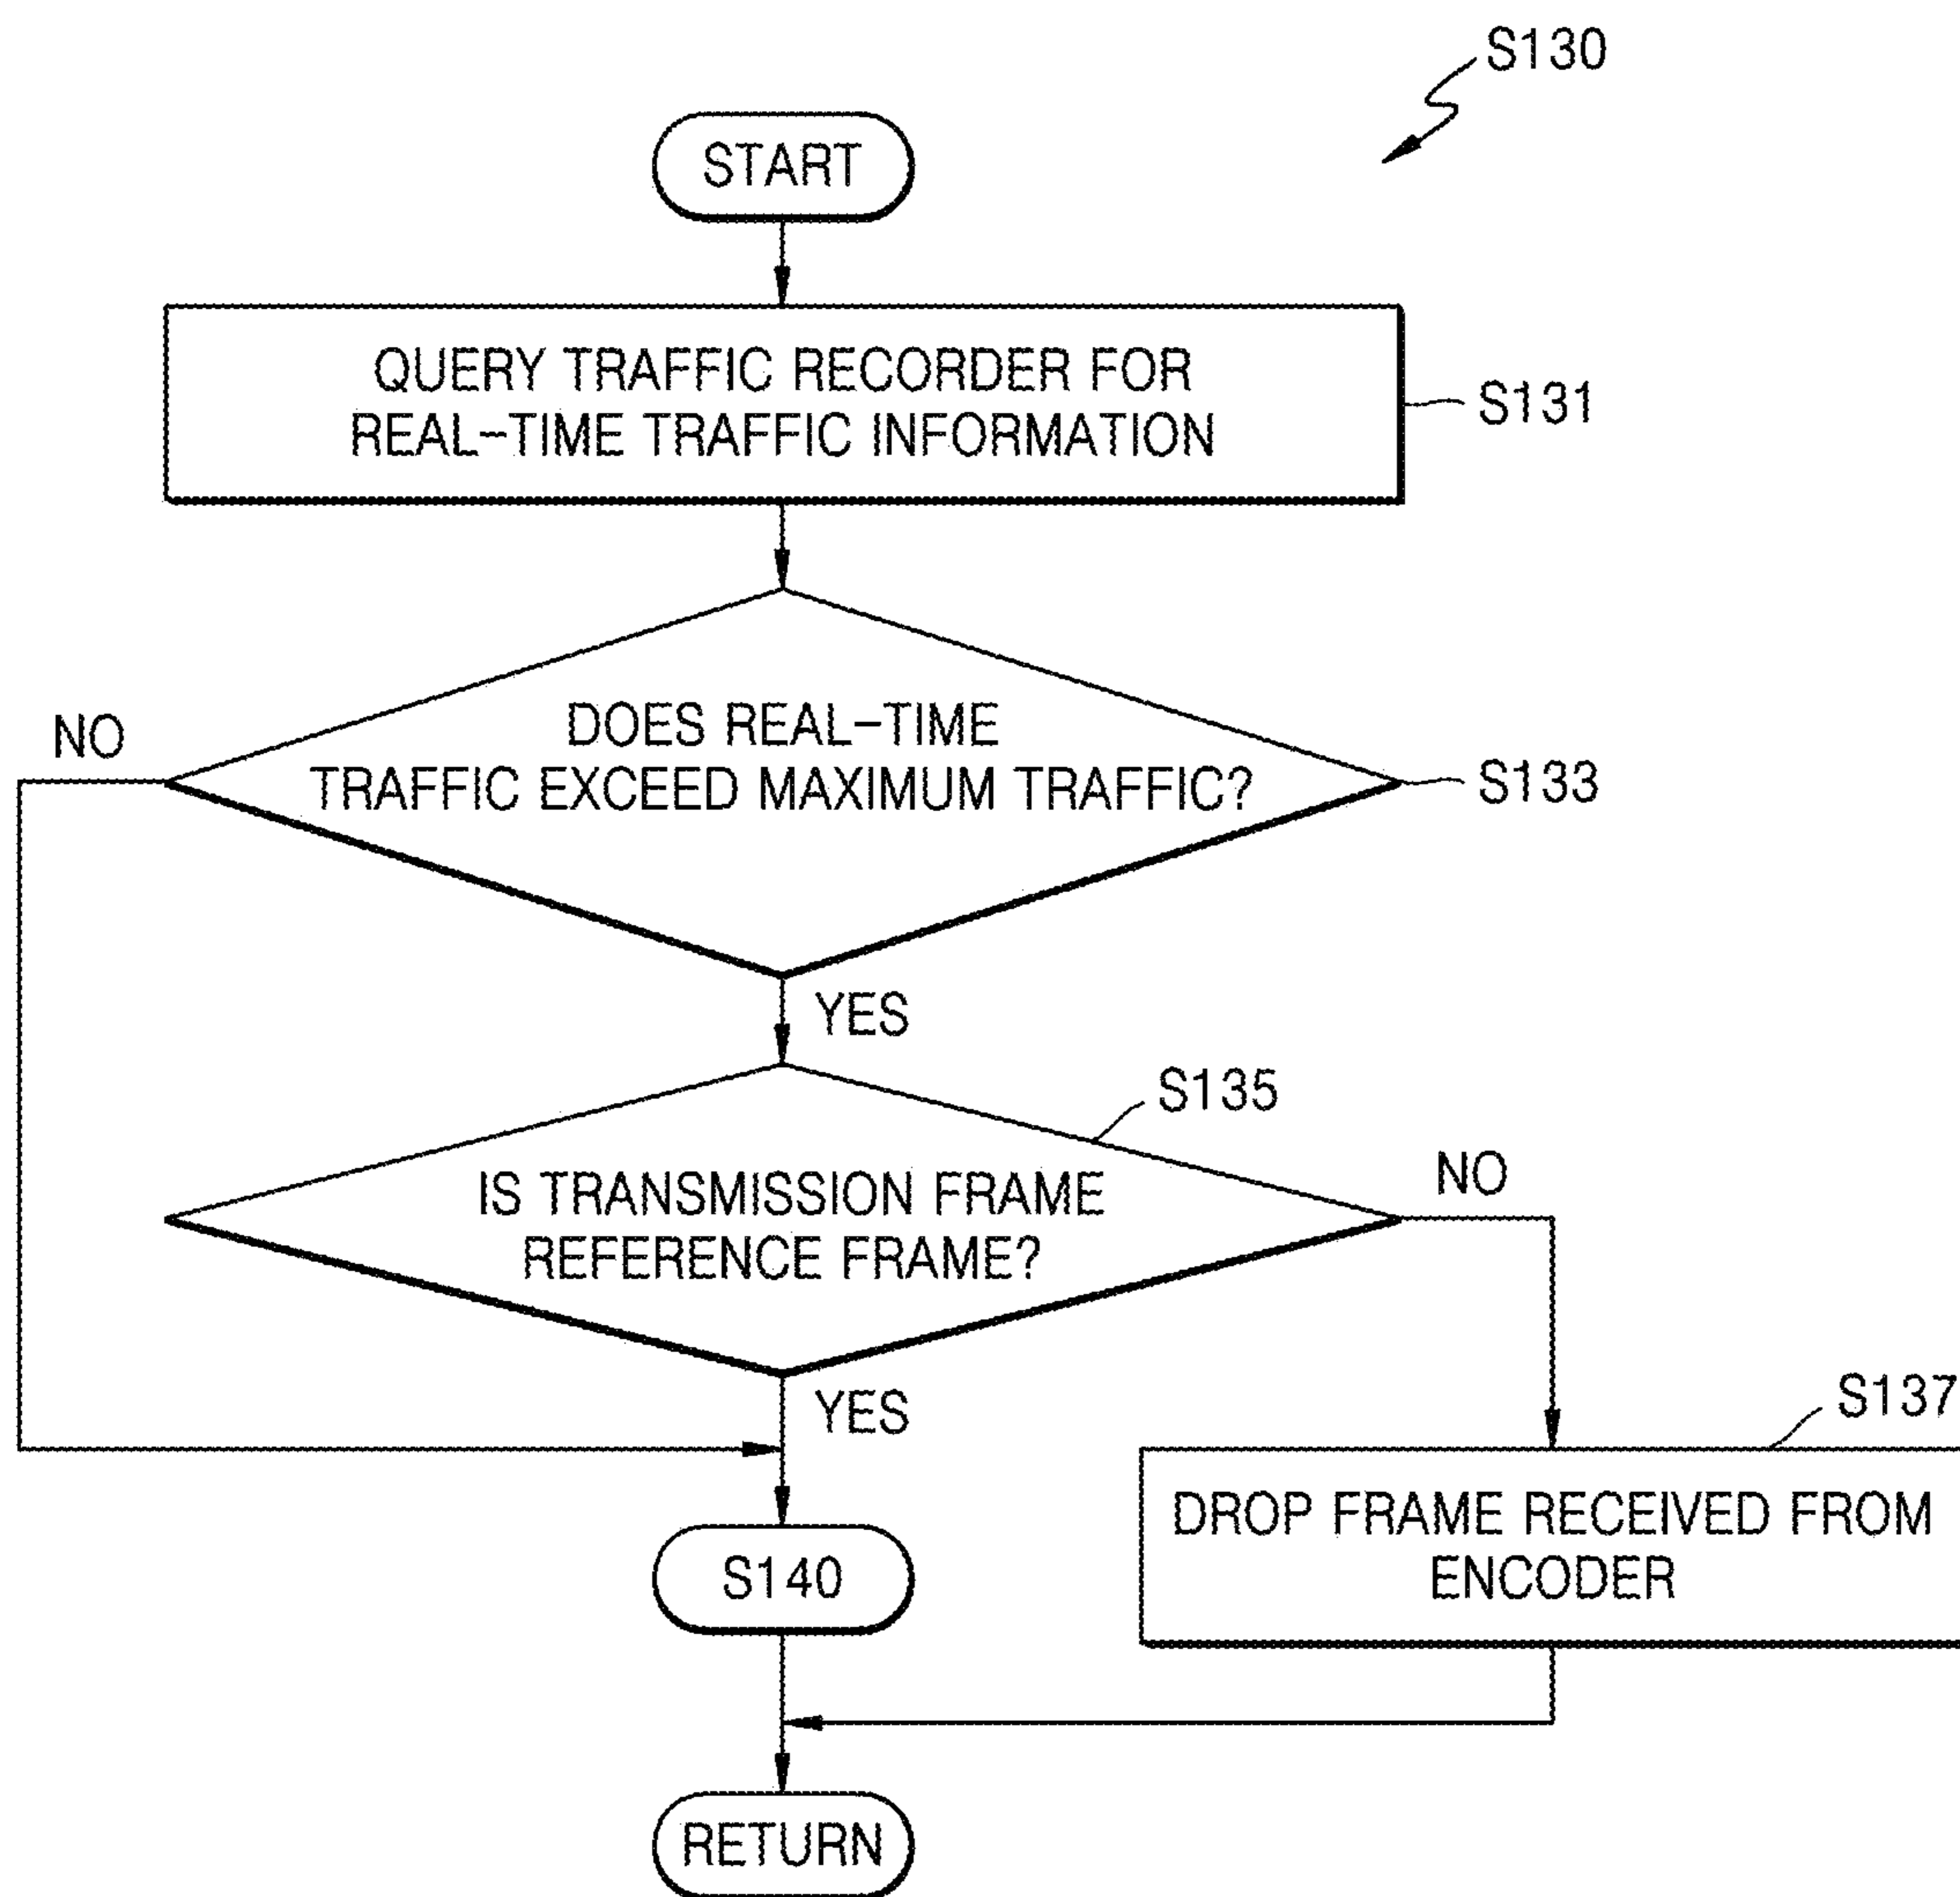 S130
START
QUERY TRAFFIC RECORDER FOR
REAL-TIME TRAFFIC INFORMATION
S131
DOES REAL-TIME
TRAFFIC EXCEED MAXIMUM TRAFFIC?
NO
S133
YES
S135
IS TRANSMISSION FRAME
REFERENCE FRAME?
NO
YES
S137
DROP FRAME RECEIVED FROM
ENCODER
S140
RETURN